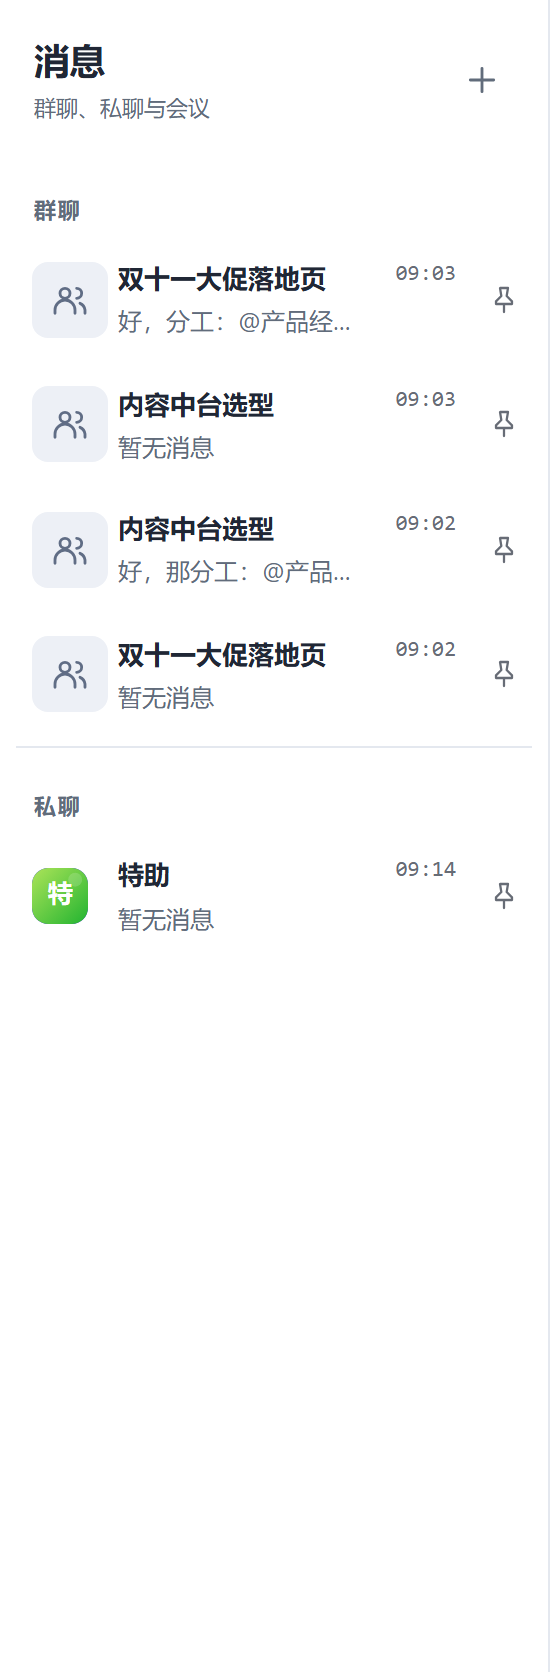 消息
群聊、私聊与会议
群聊
双十一大促落地页 09:03
好，分工：@产品经...
内容中台选型 09:03
暂无消息
内容中台选型 09:02
好，那分工：@产品...
双十一大促落地页 09:02
暂无消息
私聊
特 特助 09:14
暂无消息